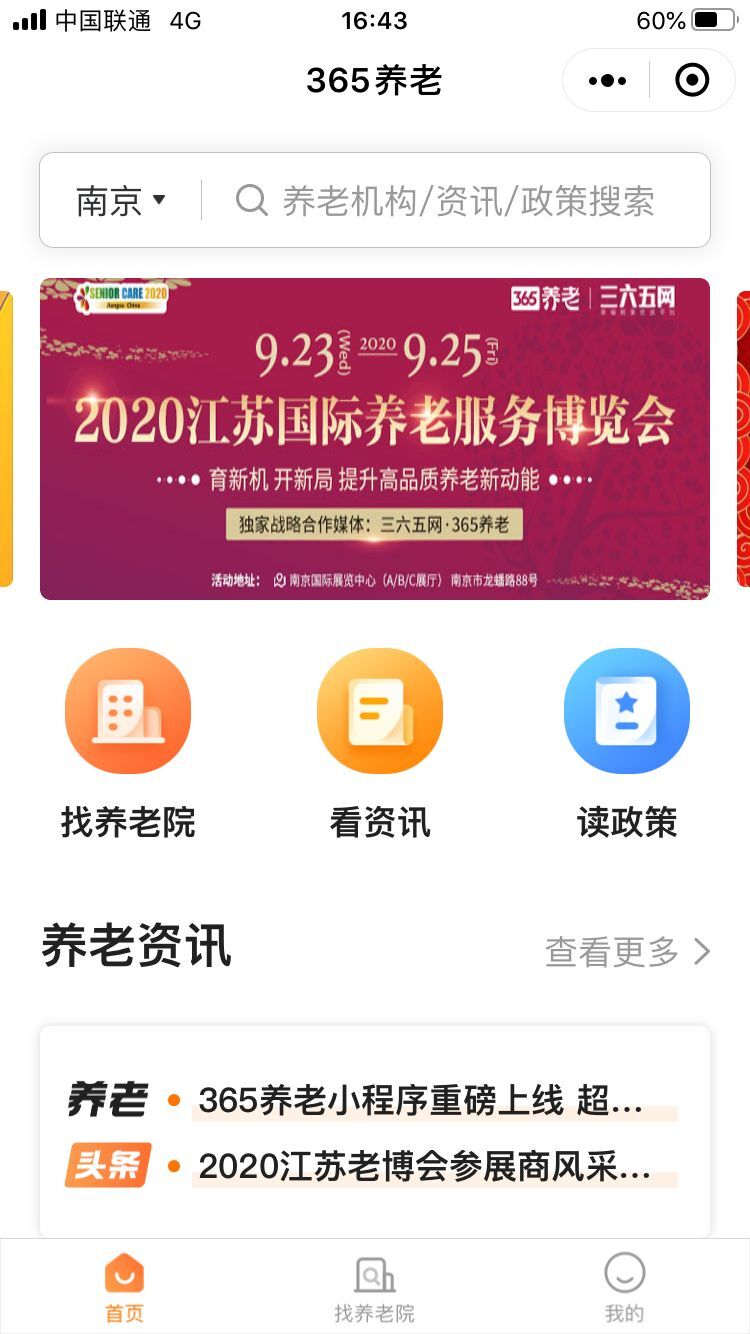 中国联通 4G 16:43 60%
365养老
南京 养老机构/资讯/政策搜索
SENIOR CARE 2020
Jiangsu China
365养老 三六五网
9.23(Wed) 2020 9.25(Fri)
2020江苏国际养老服务博览会
育新机 开新局 提升高品质养老新动能
独家战略合作媒体：三六五网·365养老
活动地址： 南京国际展览中心（A/B/C展厅） 南京市龙蟠路88号
找养老院 看资讯 读政策
养老资讯 查看更多
养老 365养老小程序重磅上线 超...
头条 2020江苏老博会参展商风采...
首页 找养老院 我的